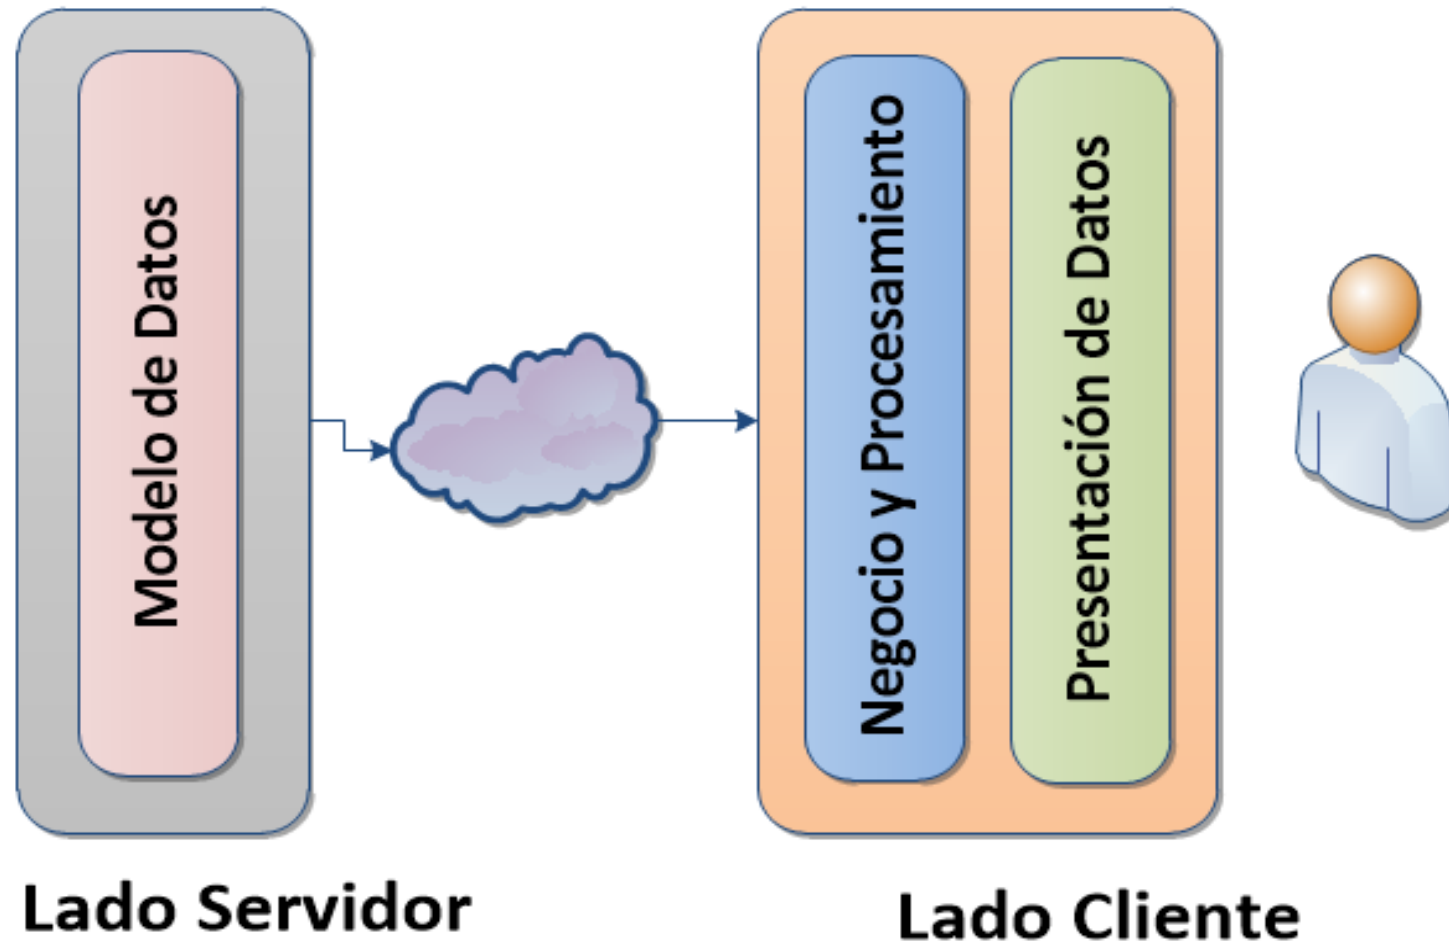 Modelo de Datos
Negocio y Procesamiento
Presentación de Datos
Lado Servidor
Lado Cliente